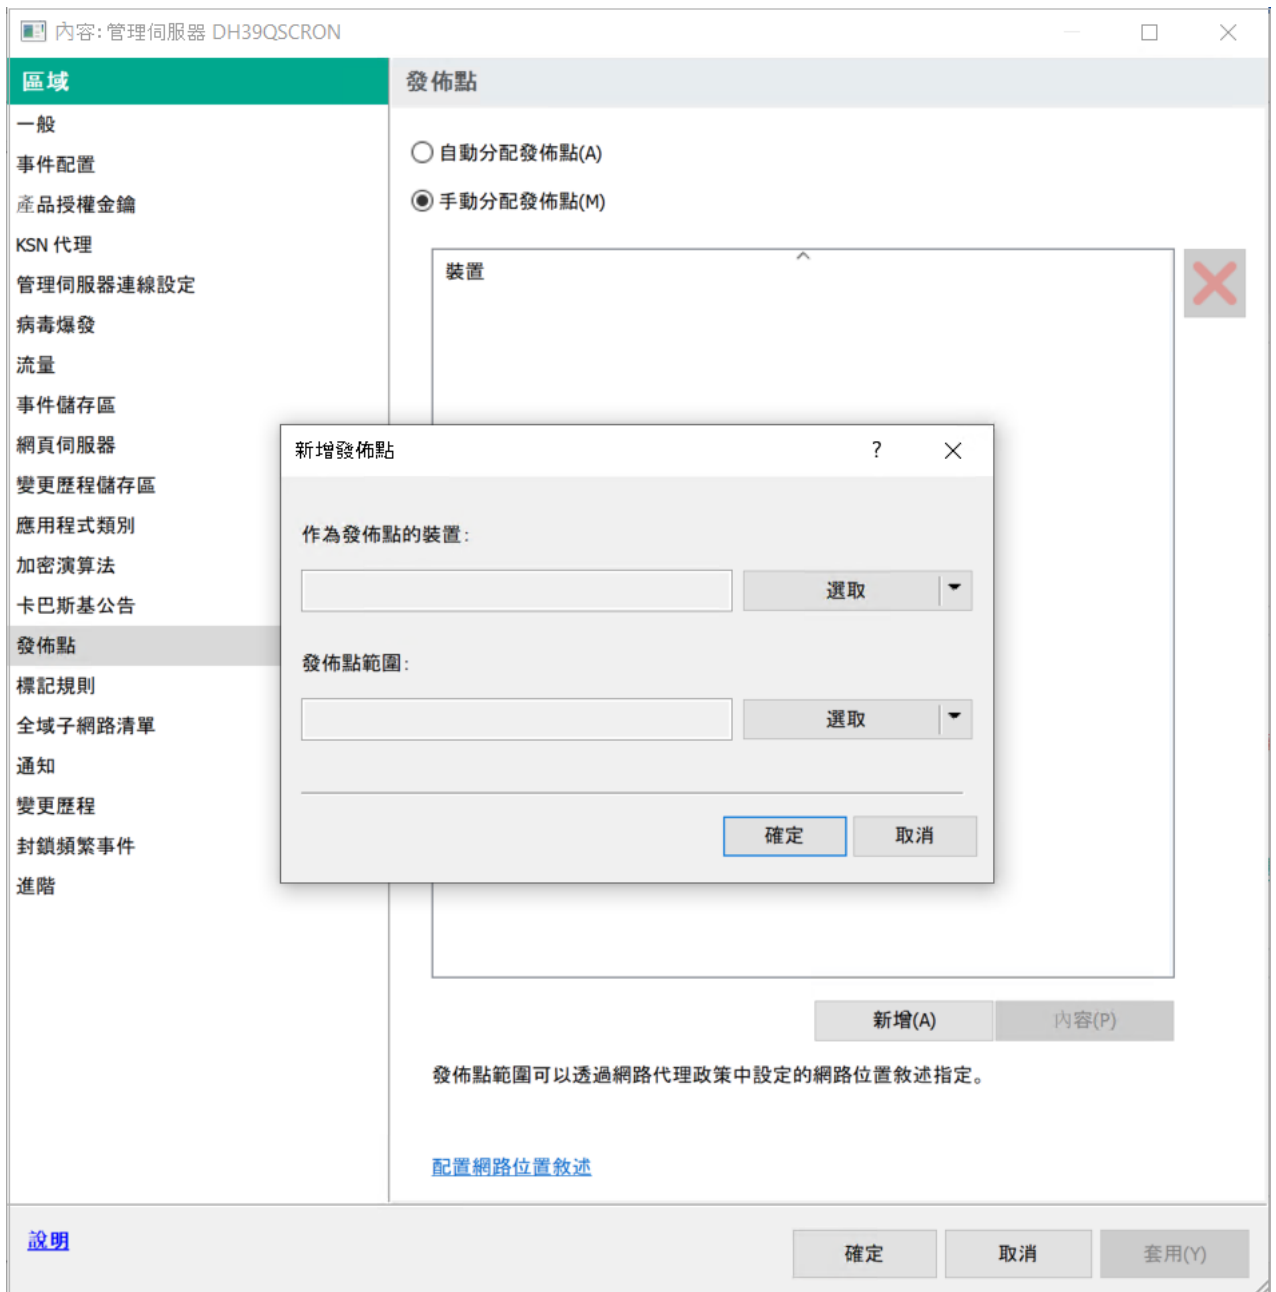 內容: 管理伺服器 DH39QSCRON
區域
一般
事件配置
產品授權金鑰
KSN 代理
管理伺服器連線設定
病毒爆發
流量
事件儲存區
網頁伺服器
變更歷程儲存區
應用程式類別
加密演算法
卡巴斯基公告
發佈點
標記規則
全域子網路清單
通知
變更歷程
封鎖頻繁事件
進階
發佈點
自動分配發佈點(A)
手動分配發佈點(M)
裝置
新增發佈點
?
作為發佈點的裝置:
選取
發佈點範圍:
選取
確定
取消
新增(A)
內容(P)
發佈點範圍可以透過網路代理政策中設定的網路位置敘述指定。
配置網路位置敘述
說明
確定
取消
套用(Y)